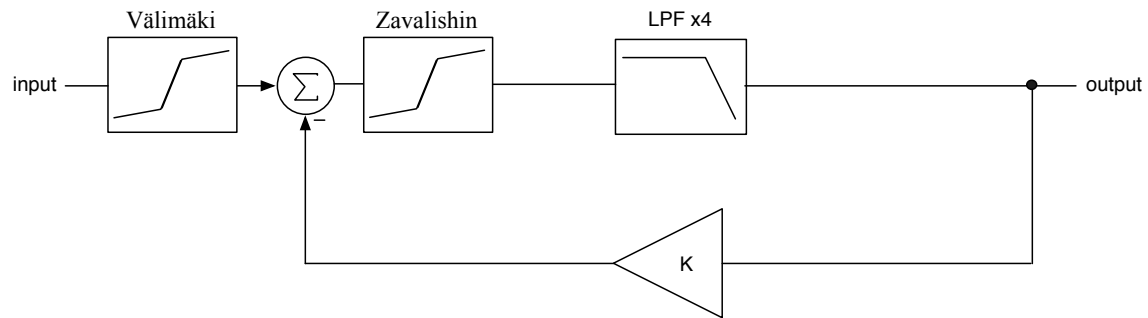 Välimäki
Zavalishin
LPF x4
input
Σ
output
–
K